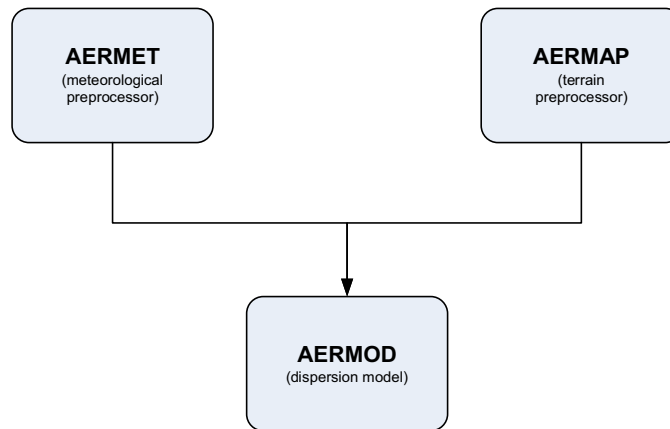 AERMET
(meteorological
preprocessor)
AERMAP
(terrain
preprocessor)
AERMOD
(dispersion model)